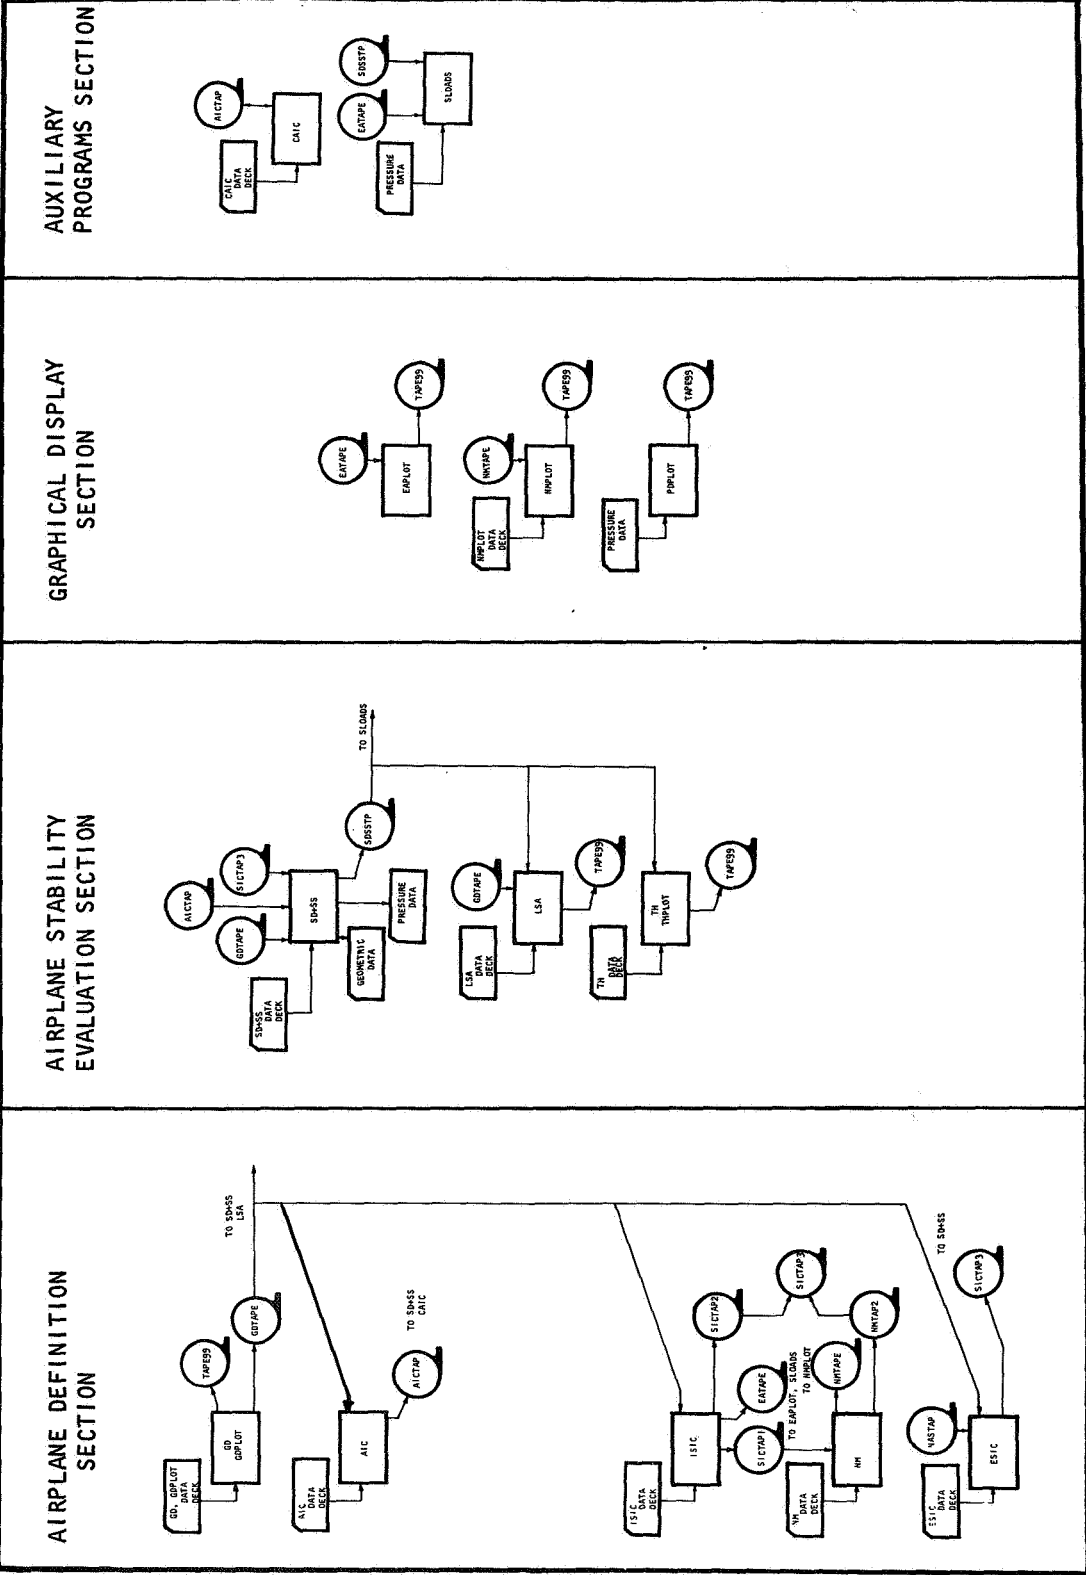 AIRPLANE DEFINITION
SECTION
GD, GDPLOT
DATA
DECK
GD
GDPLOT
TAPE99
GDTAPE
TO SD+SS
LSA
AIC
DATA
DECK
AIC
AICTAP
TO SD+SS
CAIC
ISIC
DATA
DECK
ISIC
SICTAP2
SICTAP3
EATAPE
SICTAP1
TO EAPLOT, SLOADS
TO NMPLOT
NM
DATA
DECK
NM
NMTAPE
NMTAP2
ESIC
DATA
DECK
NASTAP
ESIC
SICTAP3
TO SD+SS
AIRPLANE STABILITY
EVALUATION SECTION
SD+SS
DATA
DECK
GDTAPE
AICTAP
SICTAP3
SD+SS
GEOMETRIC
DATA
PRESSURE
DATA
SDSSTP
TO SLOADS
LSA DATA
DECK
GDTAPE
LSA
TAPE99
TH DATA
DECK
TH
THPLOT
TAPE99
GRAPHICAL DISPLAY
SECTION
EATAPE
EAPLOT
TAPE99
NMPLOT
DATA
DECK
NMTAPE
NMPLOT
TAPE99
PRESSURE
DATA
PDPLOT
TAPE99
AUXILIARY
PROGRAMS SECTION
CAIC
DATA
DECK
AICTAP
CAIC
PRESSURE
DATA
EATAPE
SDSSTP
SLOADS